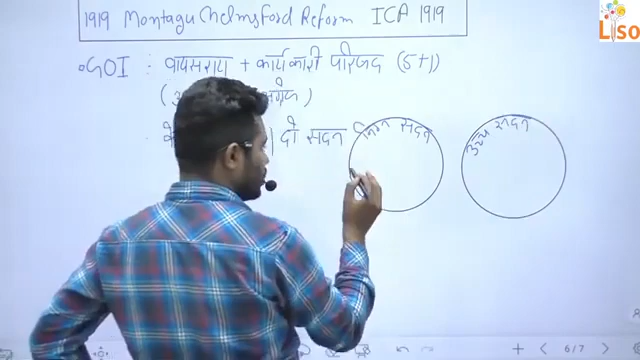 1919 Montagu Chelmsford Reform ICA 1919
Liso
• GOI : वायसराय + कार्यकारी परिषद (5+1)
दो सदन
निम्न सदन
उच्च सदन
6/7